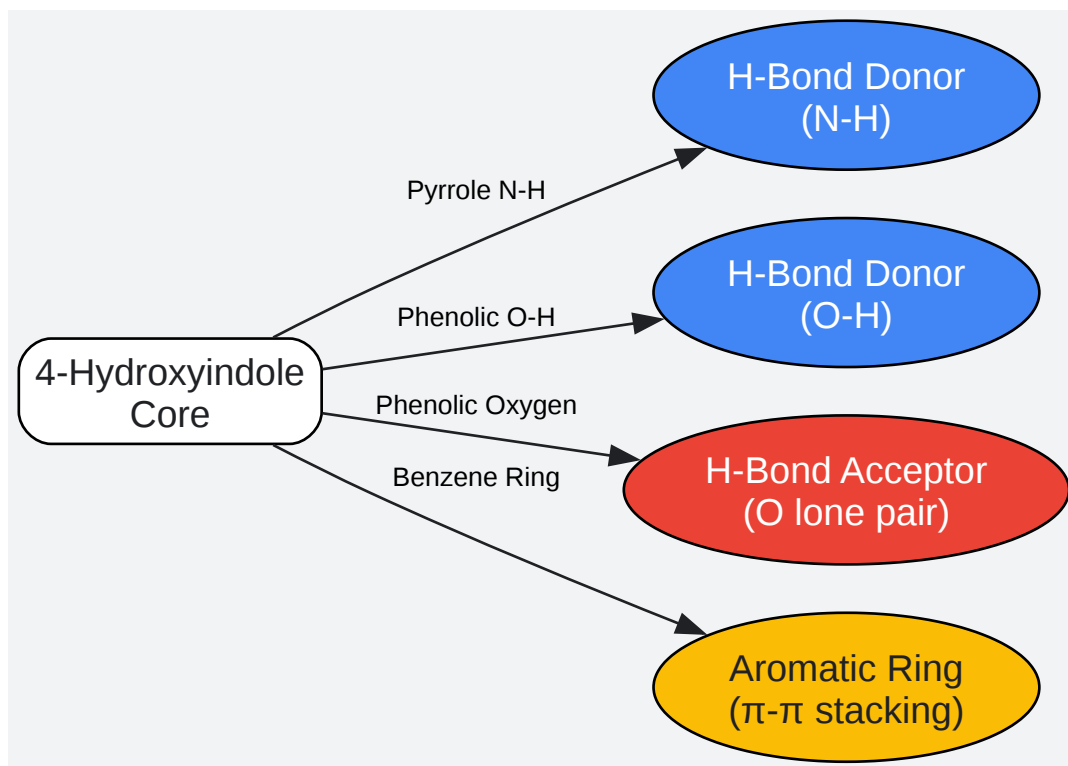 H-Bond Donor
(N-H)
Pyrrole N-H
H-Bond Donor
(O-H)
Phenolic O-H
4-Hydroxyindole
Core
Phenolic Oxygen
H-Bond Acceptor
(O lone pair)
Benzene Ring
Aromatic Ring
(π-π stacking)